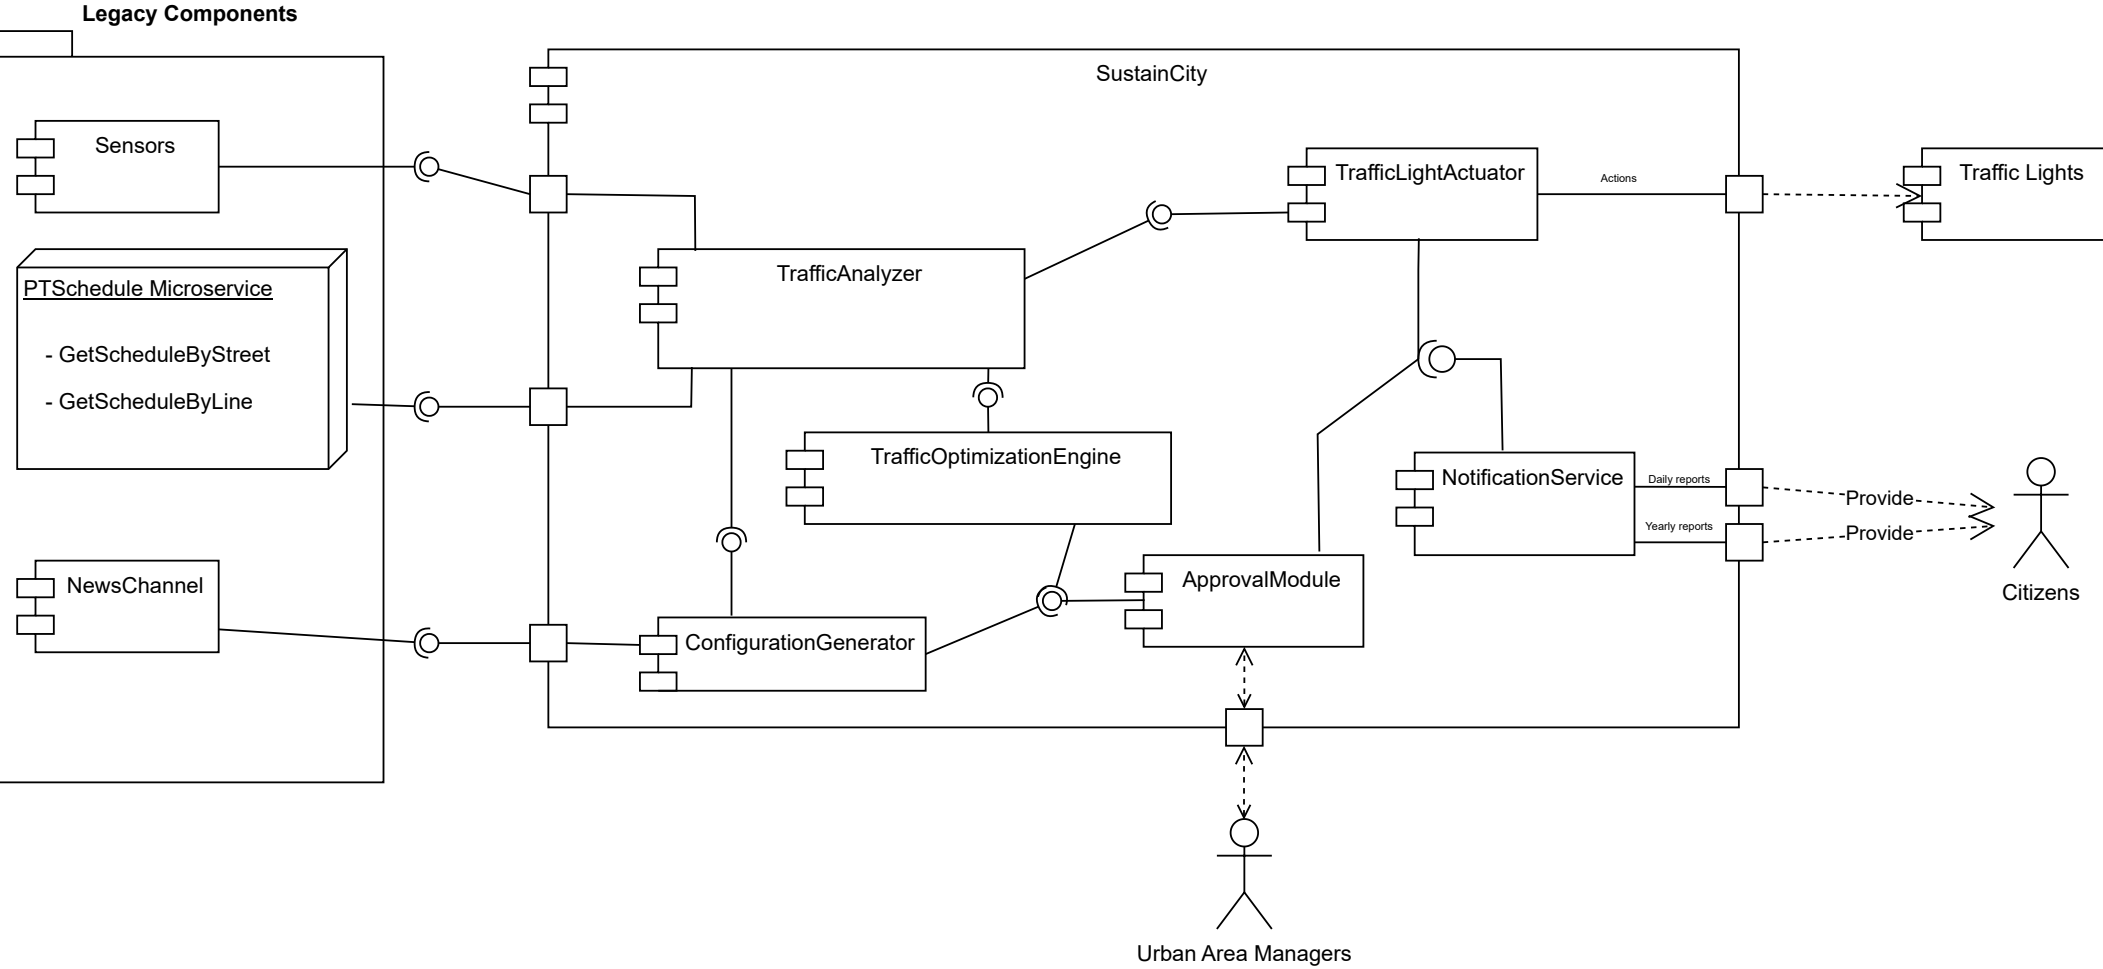 Legacy Components
SustainCity
Sensors
TrafficLightActuator
Actions
Traffic Lights
PTSchedule Microservice
- GetScheduleByStreet
- GetScheduleByLine
TrafficAnalyzer
TrafficOptimizationEngine
NotificationService
Daily reports
Yearly reports
Provide
Provide
Citizens
NewsChannel
ConfigurationGenerator
ApprovalModule
Urban Area Managers